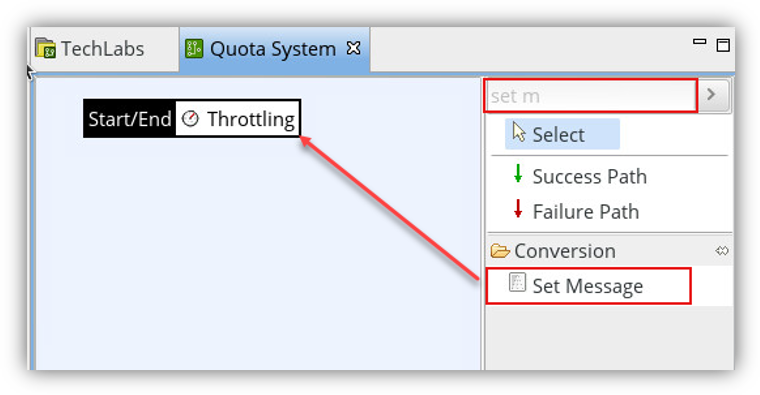 TechLabs
Quota System
Start/End Throttling
set m
Select
Success Path
Failure Path
Conversion
Set Message